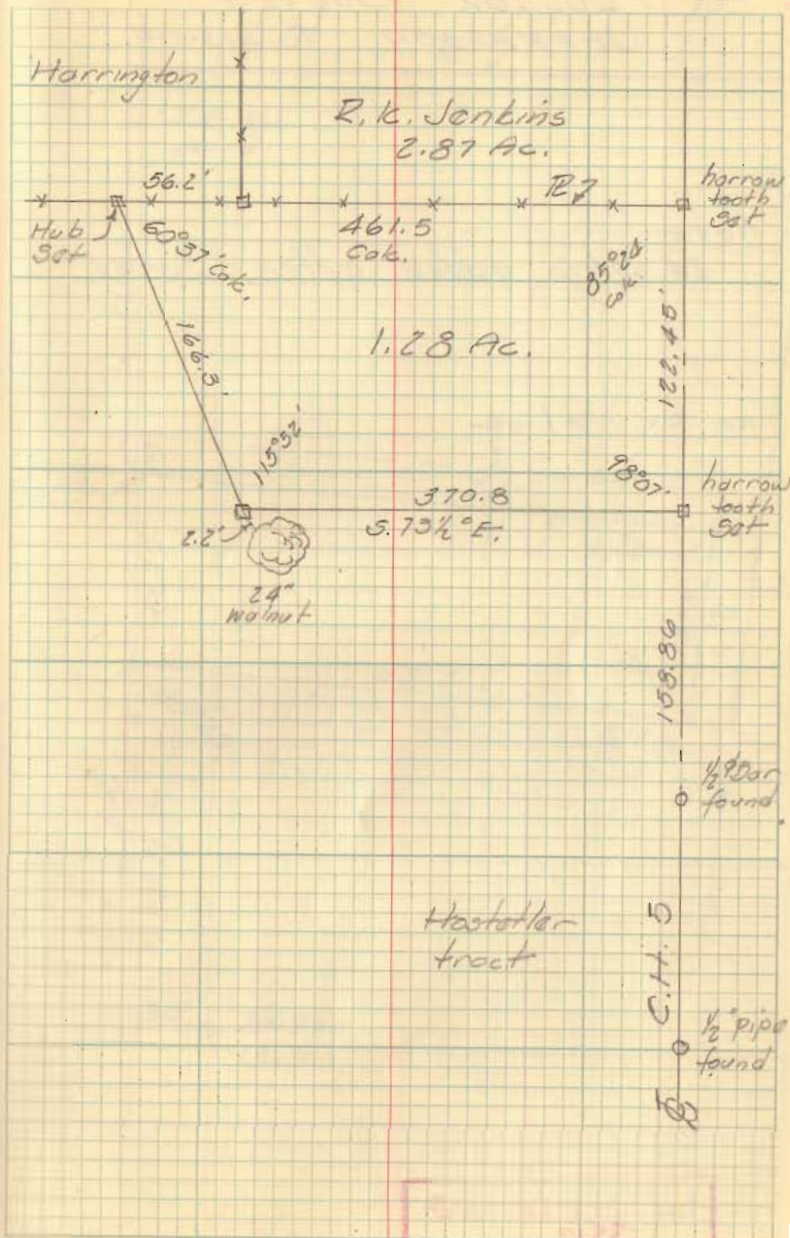 Harrington
R.K. Jenkins
2.87 Ac.
56.2'
harrow
tooth
set
Hub
Set
60°37' Calc.
461.5
Calc.
85°24'
Calc.
166.3'
1.28 Ac.
122.45'
115°52'
98°07'
370.8
S. 73½° E.
harrow
tooth
set
2.2'
24"
walnut
158.86
½" Bar
found
Hostetler
tract
C.H. 5
½" pipe
found